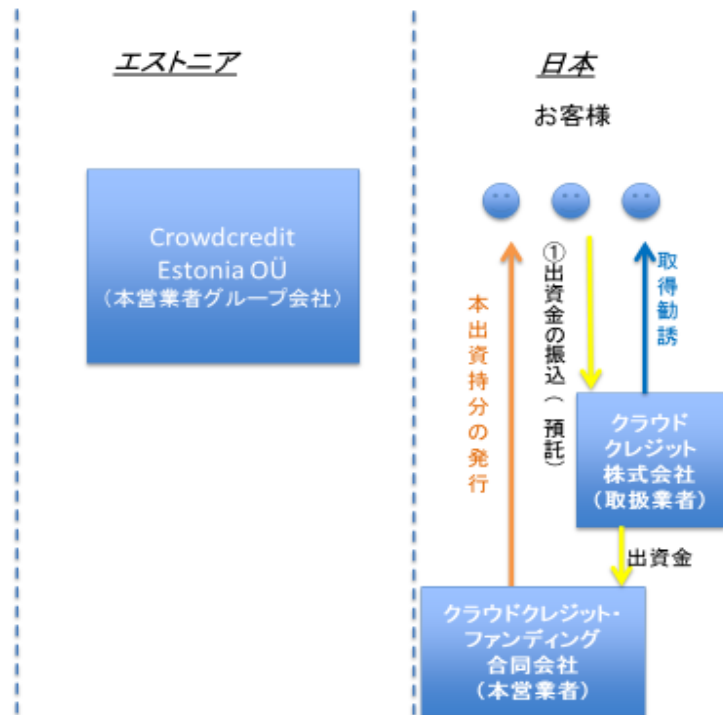 エストニア
日本
お客様
Crowdcredit
Estonia OÜ
（本営業者グループ会社）
本出資持分の発行
①出資金の振込（預託）
取得勧誘
クラウド
クレジット
株式会社
（取扱業者）
出資金
クラウドクレジット・
ファンディング
合同会社
（本営業者）